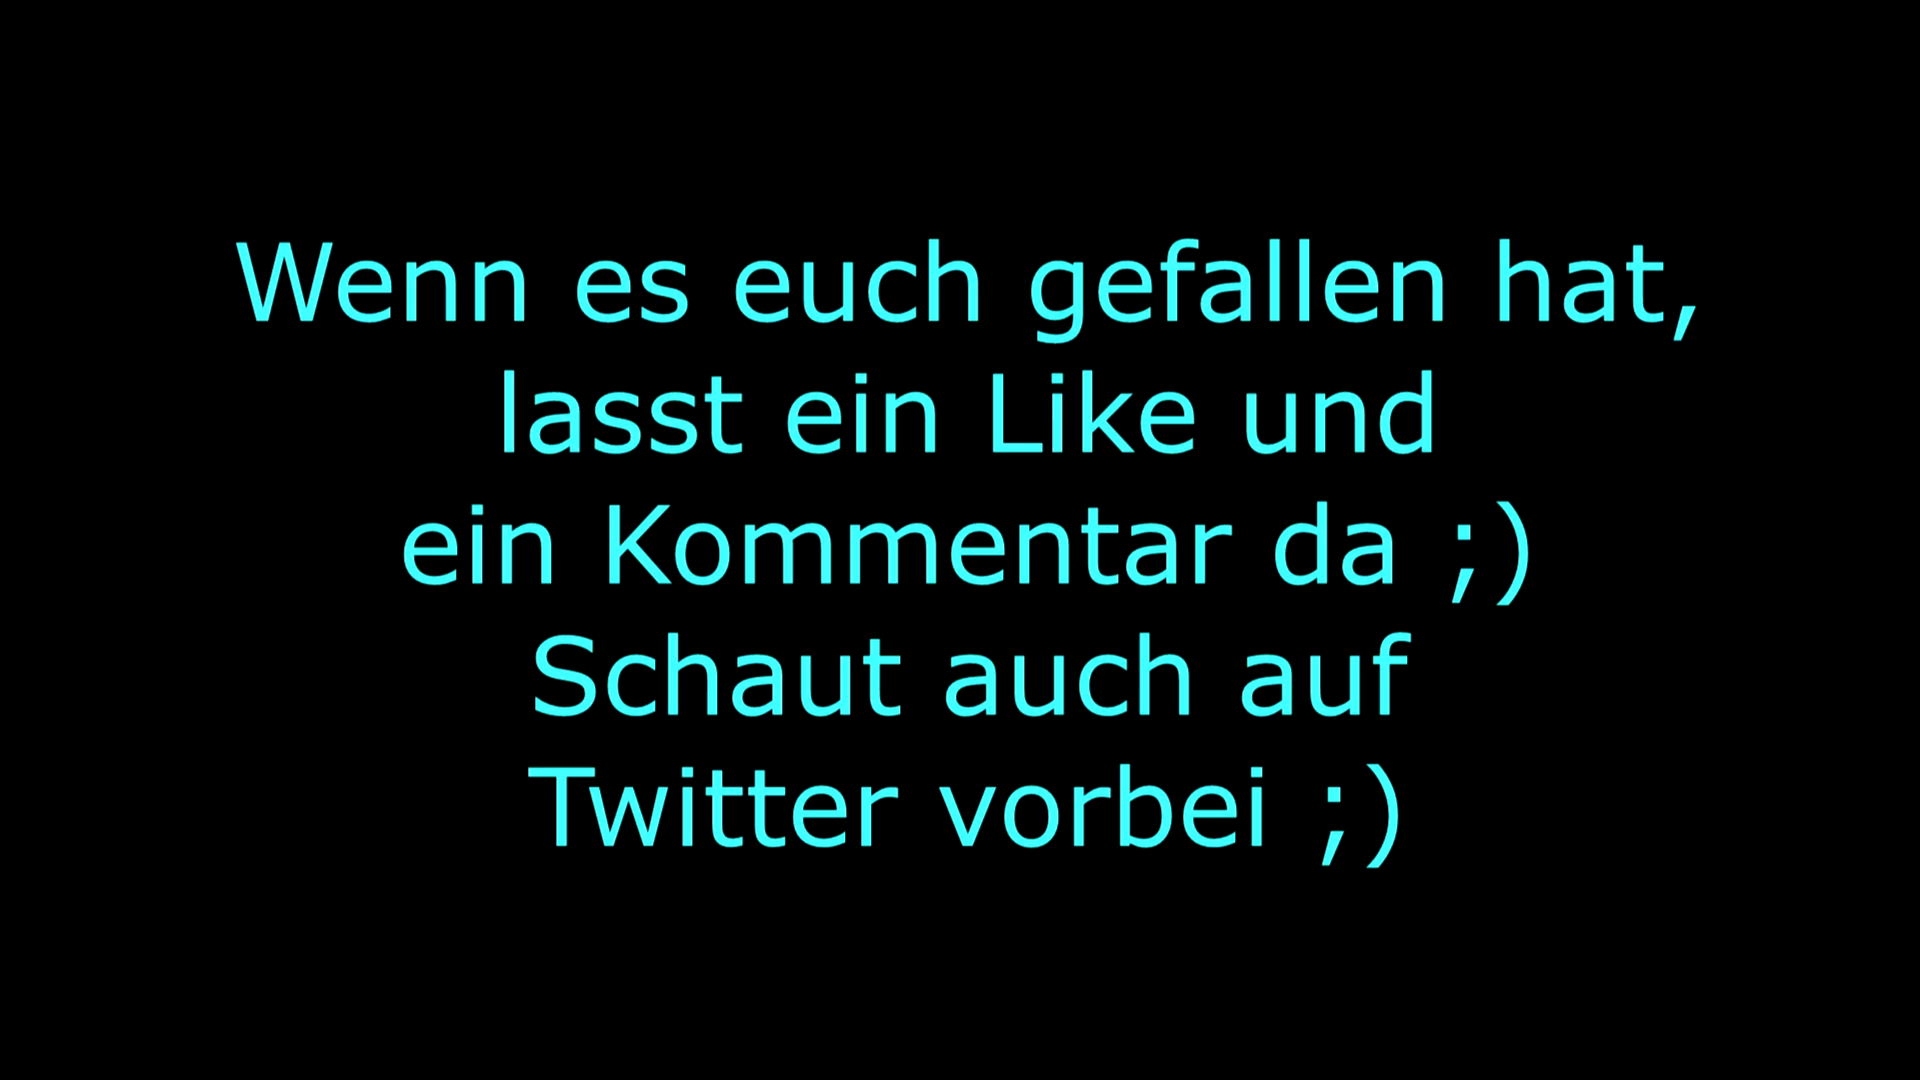 Wenn es euch gefallen hat,
lasst ein Like und
ein Kommentar da ;)
Schaut auch auf
Twitter vorbei ;)